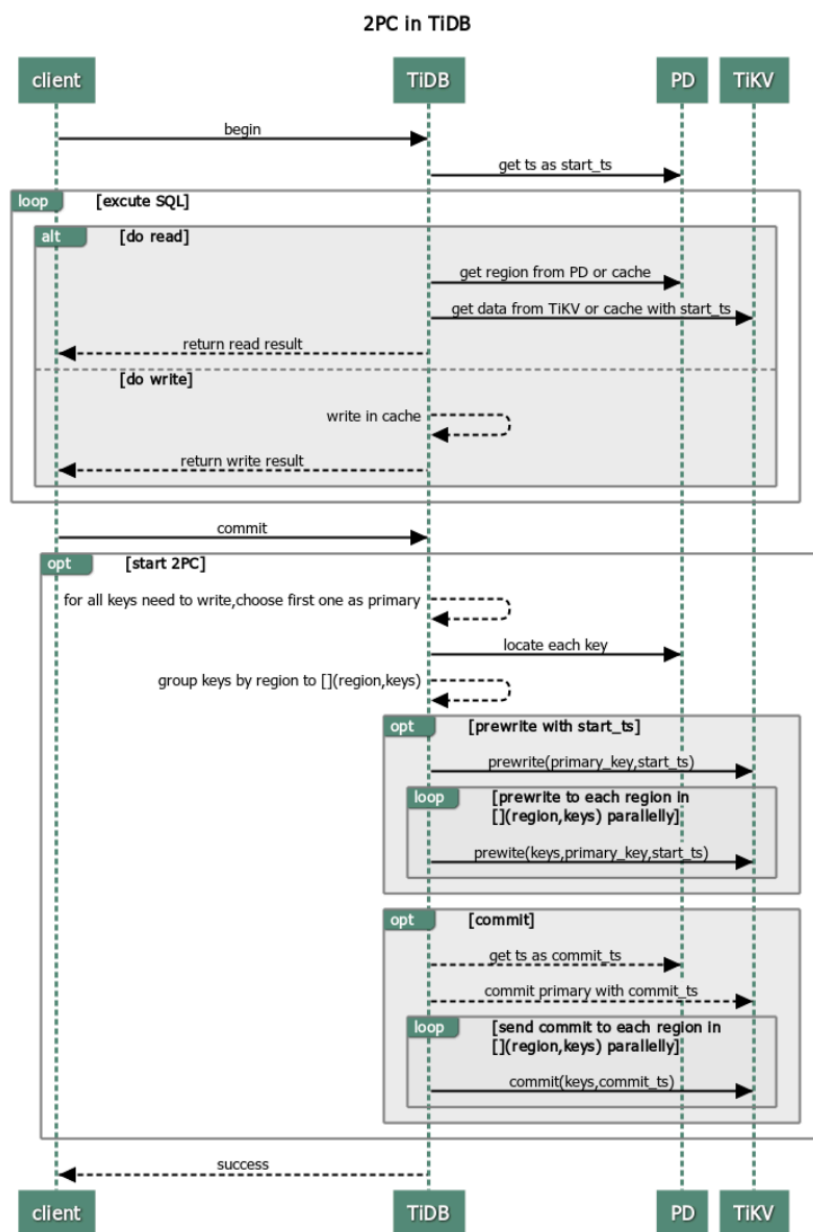 2PC in TiDB
client TiDB PD TiKV
begin
get ts as start_ts
loop [excute SQL]
alt [do read]
get region from PD or cache
get data from TiKV or cache with start_ts
return read result
[do write]
write in cache
return write result
commit
opt [start 2PC]
for all keys need to write,choose first one as primary
locate each key
group keys by region to [](region,keys)
opt [prewrite with start_ts]
prewrite(primary_key,start_ts)
loop [prewrite to each region in
[](region,keys) parallelly]
prewite(keys,primary_key,start_ts)
opt [commit]
get ts as commit_ts
commit primary with commit_ts
loop [send commit to each region in
[](region,keys) parallelly]
commit(keys,commit_ts)
success
client TiDB PD TiKV